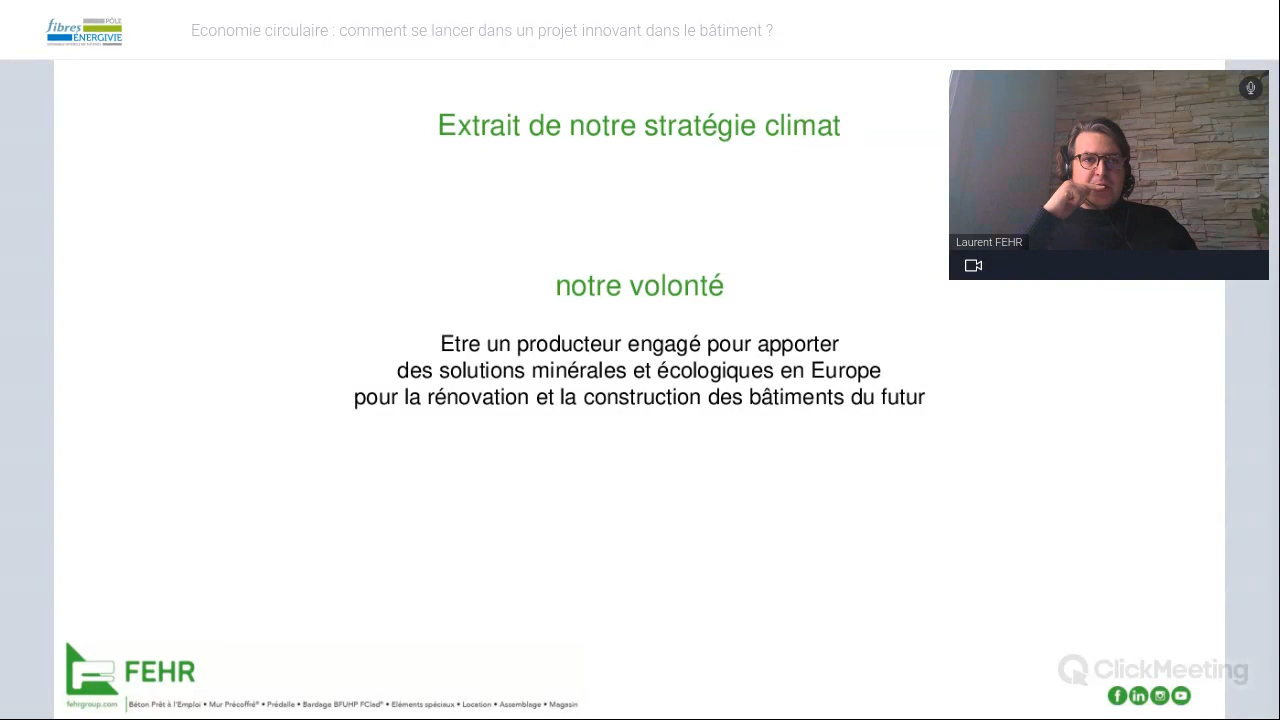 fibres
PÔLE
ÉNERGIVIE
Economie circulaire : comment se lancer dans un projet innovant dans le bâtiment ?
Extrait de notre stratégie climat
Laurent FEHR
notre volonté
Etre un producteur engagé pour apporter
des solutions minérales et écologiques en Europe
pour la rénovation et la construction des bâtiments du futur
FEHR
fehrgroup.com
Béton Prêt à l'Emploi • Mur Précoffré® • Prédalle • Bardage BFUHP FClad® • Eléments spéciaux • Location • Assemblage • Magasin
ClickMeeting